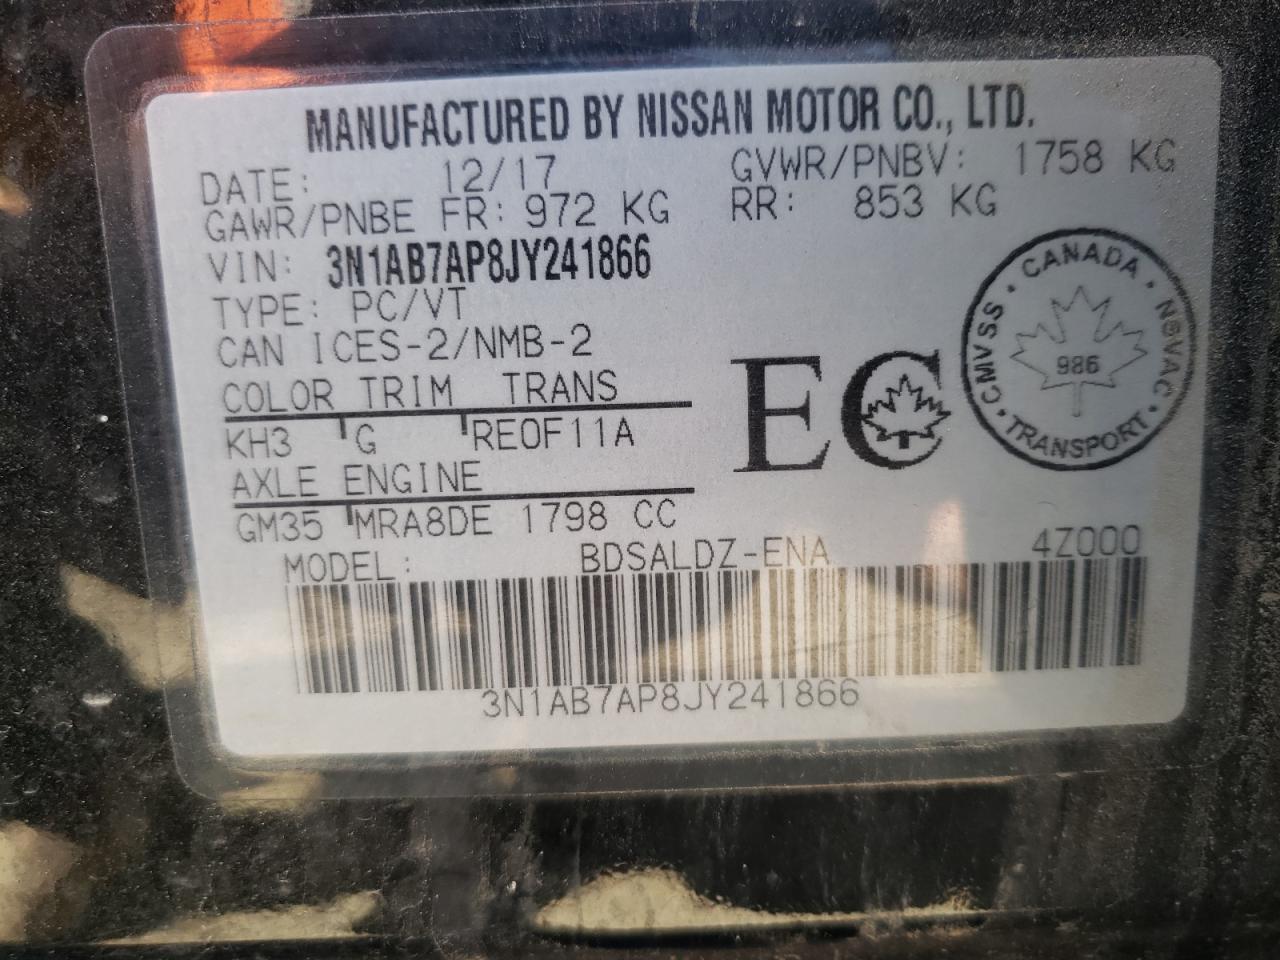 MANUFACTURED BY NISSAN MOTOR CO., LTD.
DATE: 12/17 GVWR/PNBV: 1758 KG
GAWR/PNBE FR: 972 KG RR: 853 KG
VIN: 3N1AB7AP8JY241866
TYPE: PC/VT
CAN ICES-2/NMB-2
COLOR TRIM TRANS
KH3 G RE0F11A
AXLE ENGINE
GM35 MRA8DE 1798 CC
MODEL: BDSALDZ-ENA 4Z000
3N1AB7AP8JY241866
EC
CANADA · NSVAC · TRANSPORT · CMVSS ·
986